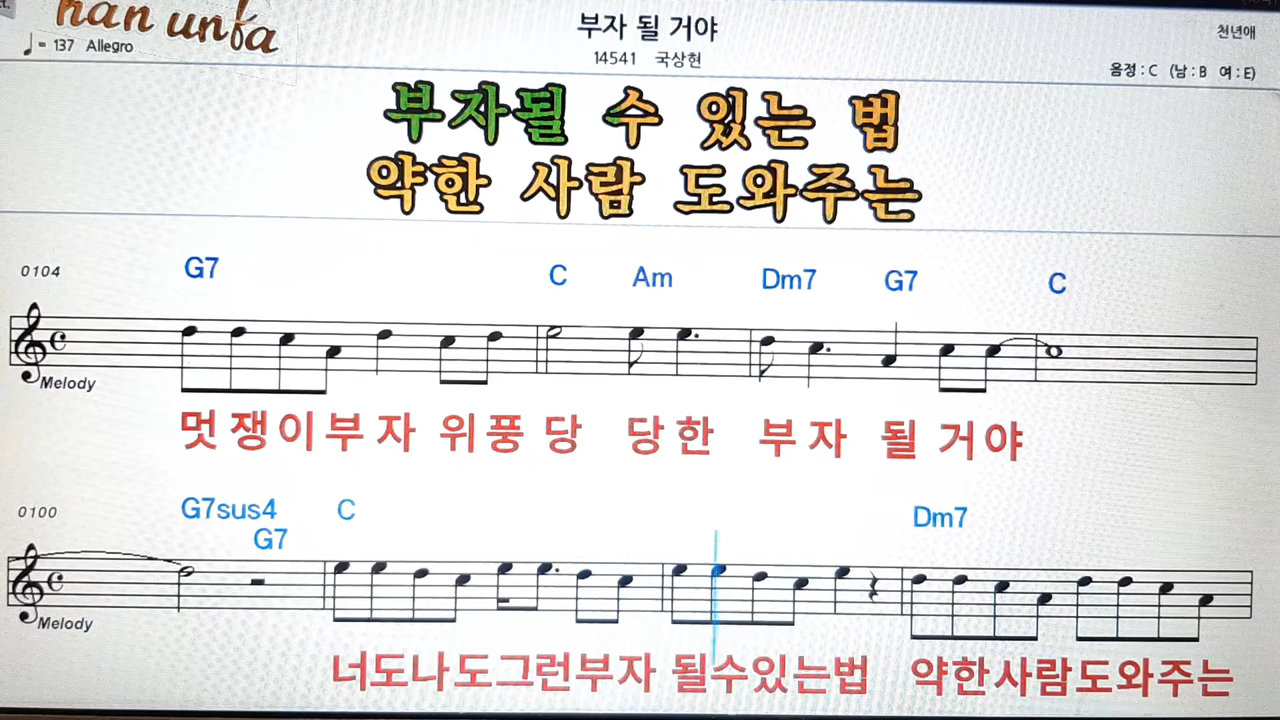 han unfa
♩= 137 Allegro
부자 될 거야
14541 국상현
천년애
음정 : C (남 : B 여 : E)
부자될 수 있는 법
약한 사람 도와주는
0104
G7 C Am Dm7 G7 C
Melody
멋쟁이부자 위풍당 당한 부자 될 거야
0100
G7sus4 C Dm7
G7
Melody
너도나도그런부자 될수있는법 약한사람도와주는